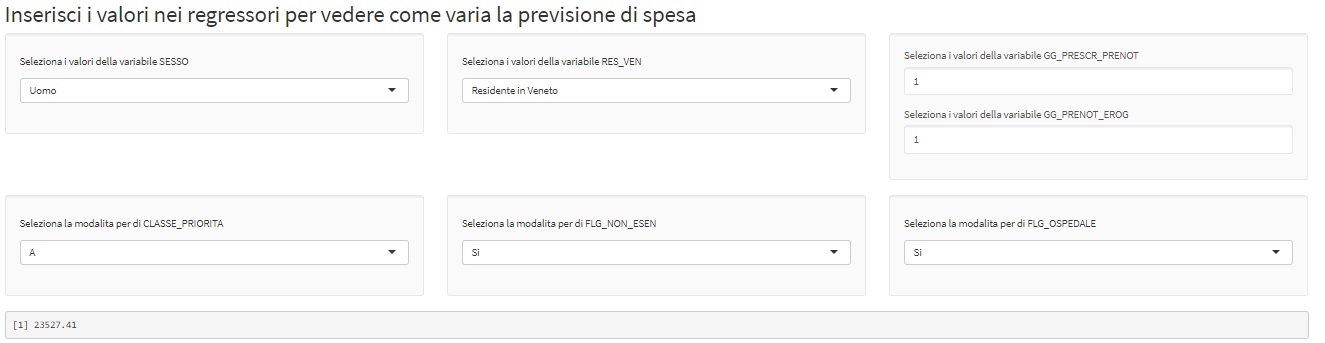 Inserisci i valori nei regressori per vedere come varia la previsione di spesa
Seleziona i valori della variabile SESSO
Uomo
Seleziona i valori della variabile RES_VEN
Residente in Veneto
Seleziona i valori della variabile GG_PRESCR_PRENOT
1
Seleziona i valori della variabile GG_PRENOT_EROG
1
Seleziona la modalita per di CLASSE_PRIORITA
A
Seleziona la modalita per di FLG_NON_ESEN
Si
Seleziona la modalita per di FLG_OSPEDALE
Si
[1] 23527.41